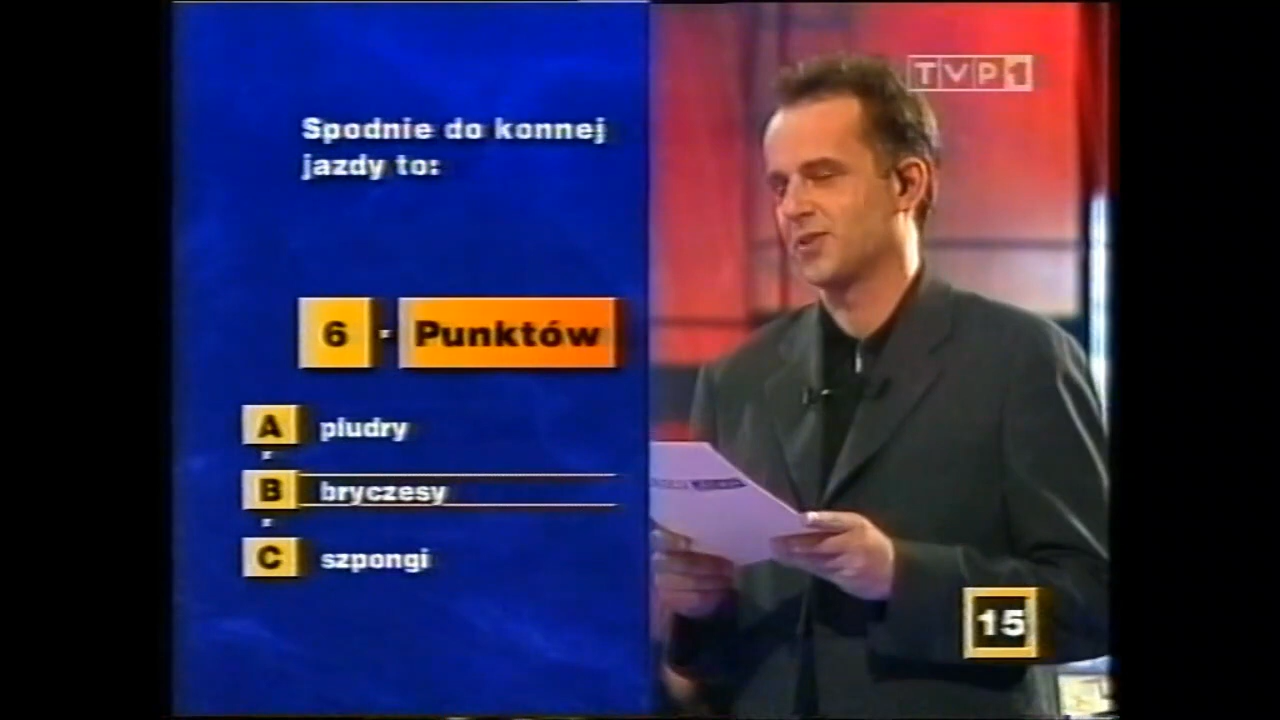 TVP1
Spodnie do konnej
jazdy to:
6 Punktów
A pludry
B bryczesy
C szpongi
15